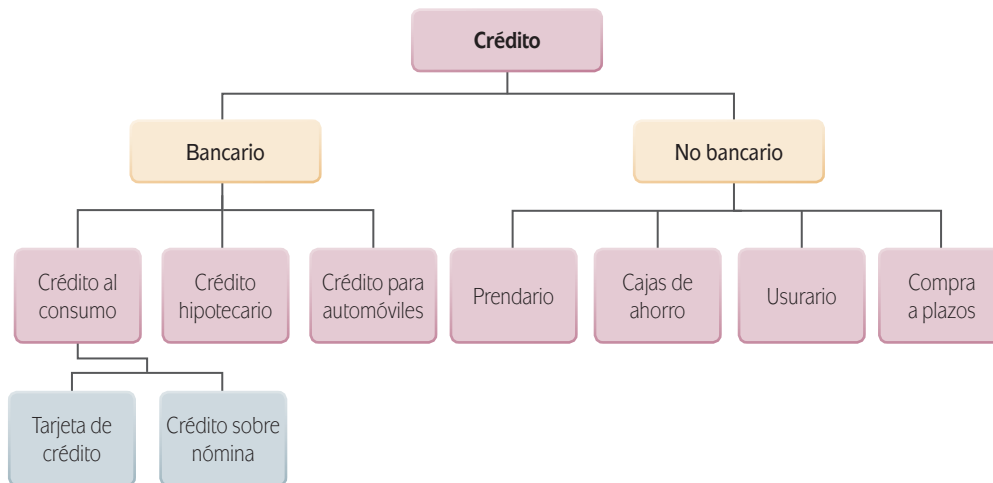 Crédito
Bancario
No bancario
Crédito al
consumo
Crédito
hipotecario
Crédito para
automóviles
Prendario
Cajas de
ahorro
Usurario
Compra
a plazos
Tarjeta de
crédito
Crédito sobre
nómina